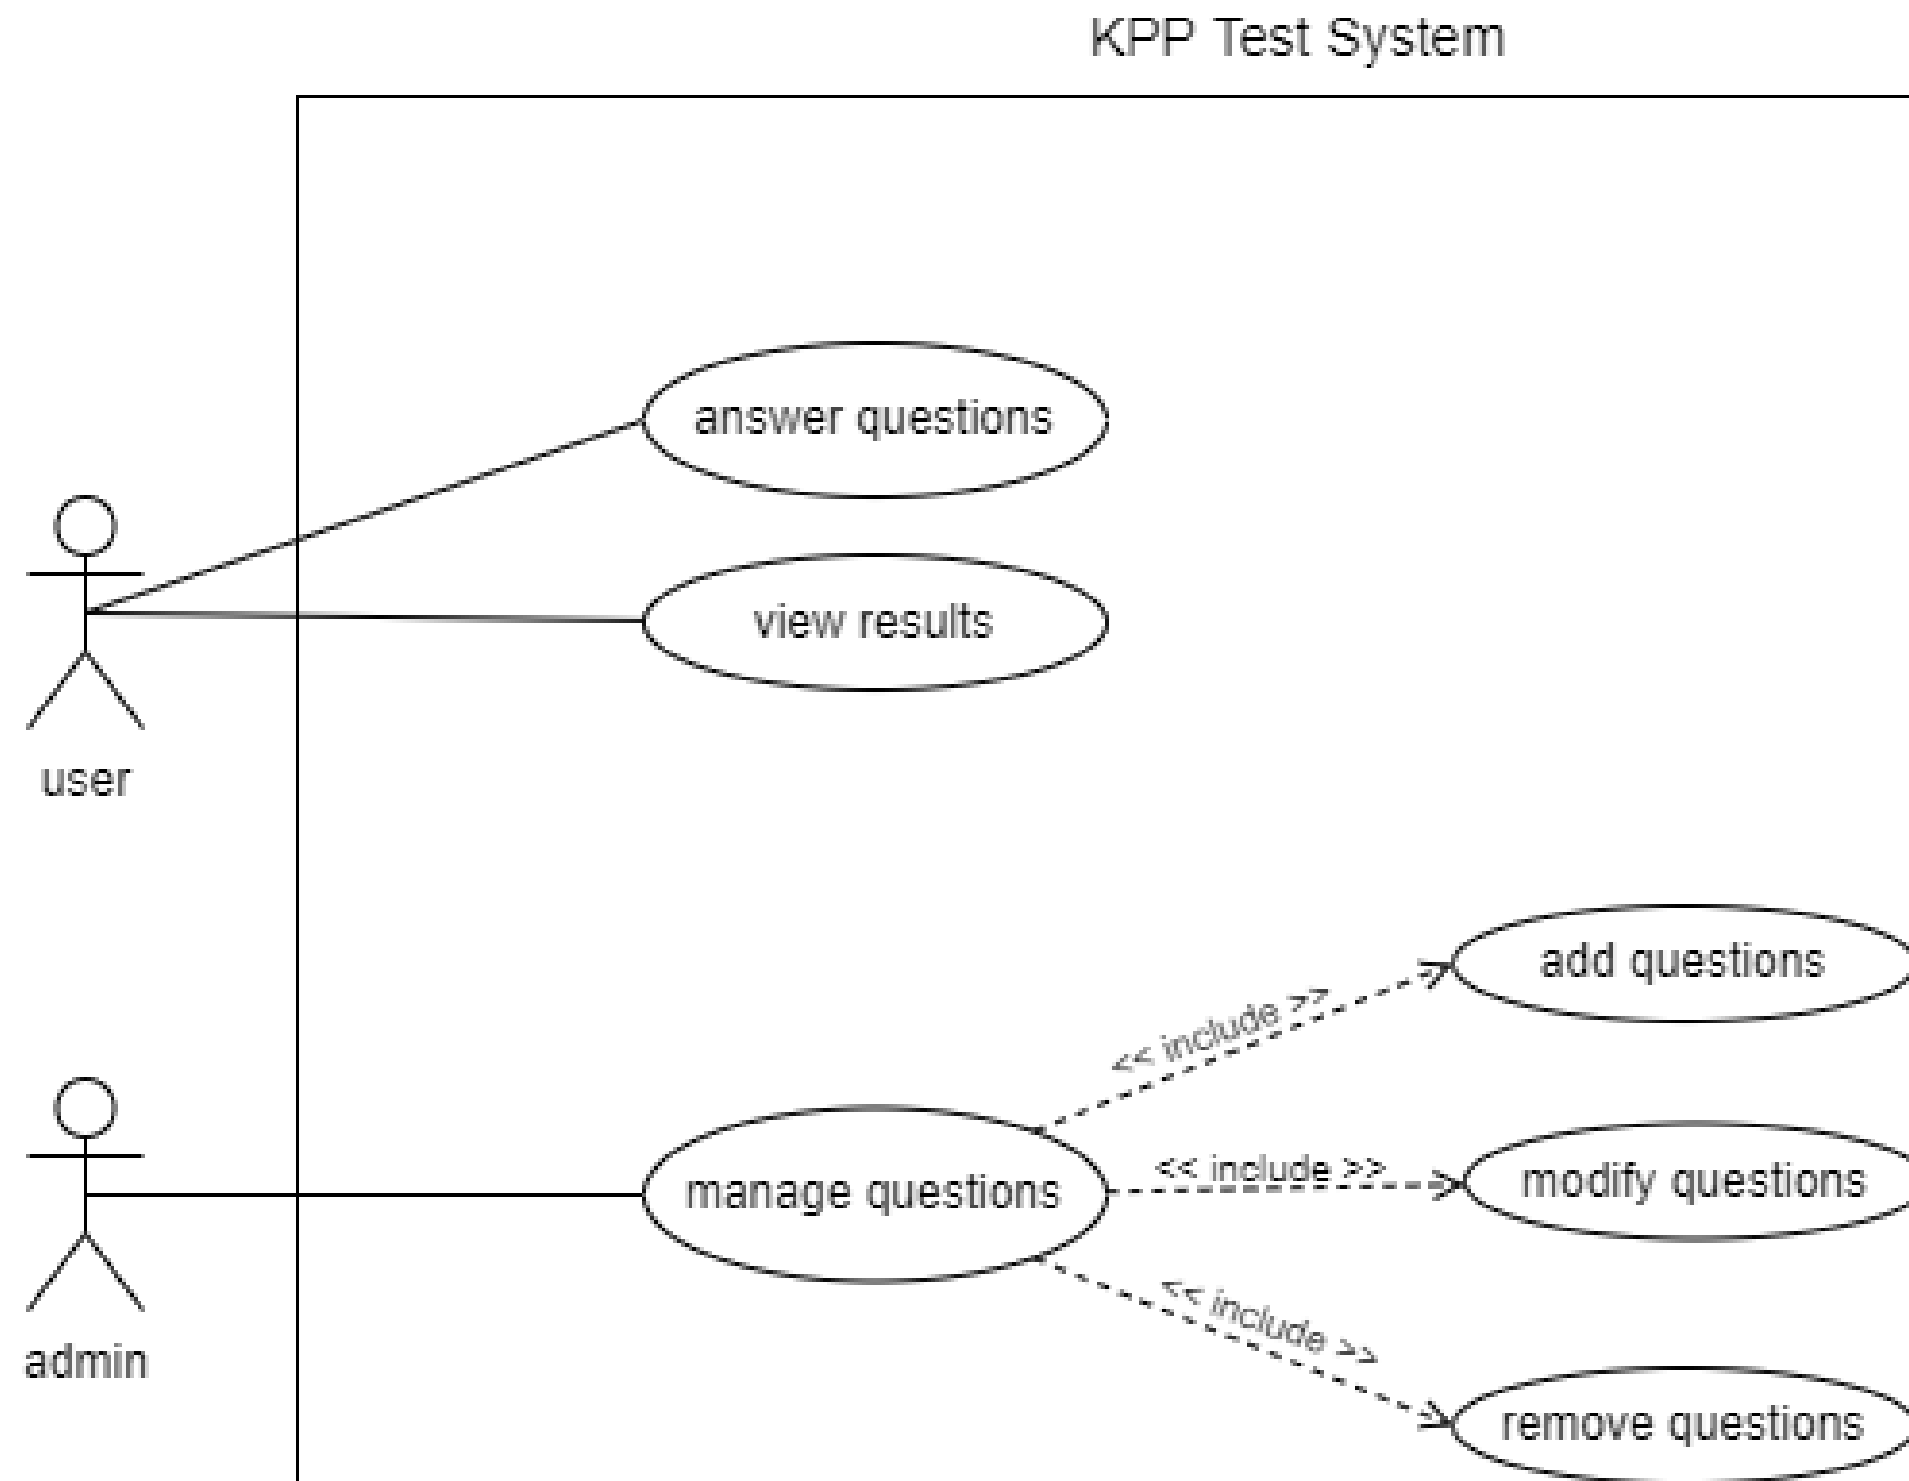 KPP Test System
answer questions
view results
user
add questions
<< include >>
<< include >>
modify questions
manage questions
<< include >>
admin
remove questions